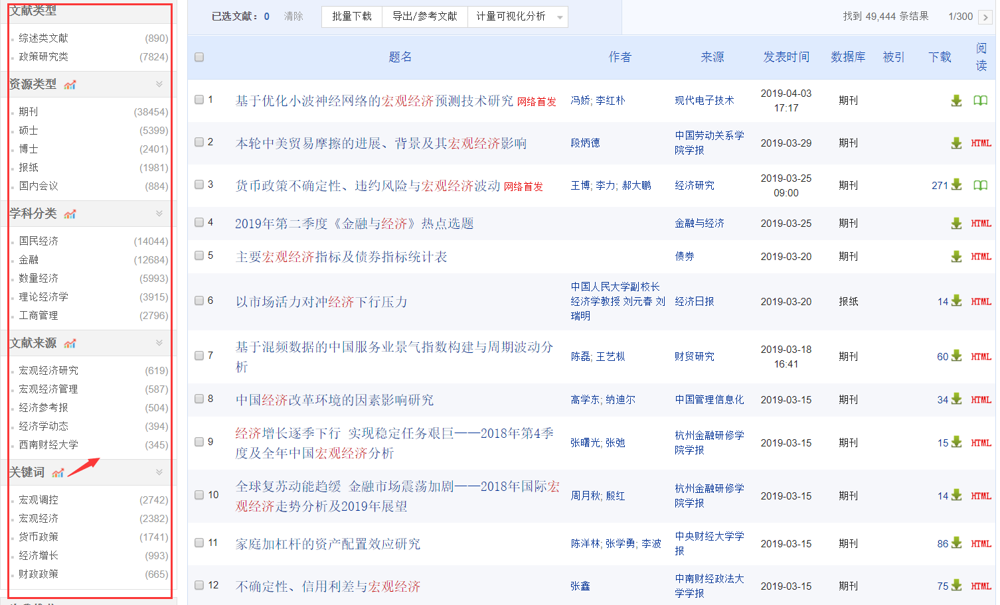 文献类型
综述类文献 (890)
政策研究类 (7824)
资源类型
期刊 (38454)
硕士 (5399)
博士 (2401)
报纸 (1981)
国内会议 (884)
学科分类
国民经济 (14044)
金融 (12684)
数量经济 (5993)
理论经济学 (3915)
工商管理 (2796)
文献来源
宏观经济研究 (619)
宏观经济管理 (587)
经济参考报 (504)
经济学动态 (394)
西南财经大学 (345)
关键词
宏观调控 (2742)
宏观经济 (2382)
货币政策 (1741)
经济增长 (993)
财政政策 (665)
已选文献: 0 清除 批量下载 导出/参考文献 计量可视化分析 找到 49,444 条结果 1/300 >
题名 作者 来源 发表时间 数据库 被引 下载 阅读
1 基于优化小波神经网络的宏观经济预测技术研究 网络首发 冯娇; 李红朴 现代电子技术 2019-04-03 17:17 期刊
2 本轮中美贸易摩擦的进展、背景及其宏观经济影响 段炳德 中国劳动关系学院学报 2019-03-29 期刊 HTML
3 货币政策不确定性、违约风险与宏观经济波动 网络首发 王博; 李力; 郝大鹏 经济研究 2019-03-25 09:00 期刊 271
4 2019年第二季度《金融与经济》热点选题 金融与经济 2019-03-25 期刊 HTML
5 主要宏观经济指标及债券指标统计表 债券 2019-03-20 期刊 HTML
6 以市场活力对冲经济下行压力 中国人民大学副校长 经济学教授 刘元春 刘瑞明 经济日报 2019-03-20 报纸 14 HTML
7 基于混频数据的中国服务业景气指数构建与周期波动分析 陈磊; 王艺枞 财贸研究 2019-03-18 16:41 期刊 60 HTML
8 中国经济改革环境的因素影响研究 高学东; 纳迪尔 中国管理信息化 2019-03-15 期刊 34 HTML
9 经济增长逐季下行 实现稳定任务艰巨——2018年第4季度及全年中国宏观经济分析 张曙光; 张弛 杭州金融研修学院学报 2019-03-15 期刊 15 HTML
10 全球复苏动能趋缓 金融市场震荡加剧——2018年国际宏观经济走势分析及2019年展望 周月秋; 殷红 杭州金融研修学院学报 2019-03-15 期刊 14 HTML
11 家庭加杠杆的资产配置效应研究 陈洋林; 张学勇; 李波 中央财经大学学报 2019-03-15 期刊 86 HTML
12 不确定性、信用利差与宏观经济 张鑫 中南财经政法大学学报 2019-03-15 期刊 75 HTML